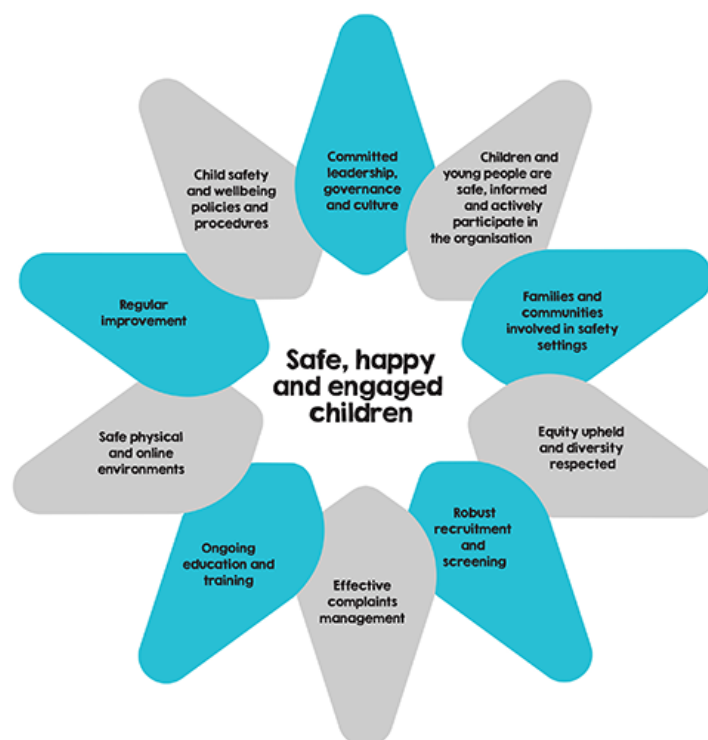 Committed
leadership,
governance
and culture
Children and
young people are
safe, informed
and actively
participate in
the organisation
Families and
communities
involved in safety
settings
Equity upheld
and diversity
respected
Robust
recruitment
and
screening
Effective
complaints
management
Ongoing
education and
training
Safe physical
and online
environments
Regular
improvement
Child safety
and wellbeing
policies and
procedures
Safe, happy
and engaged
children